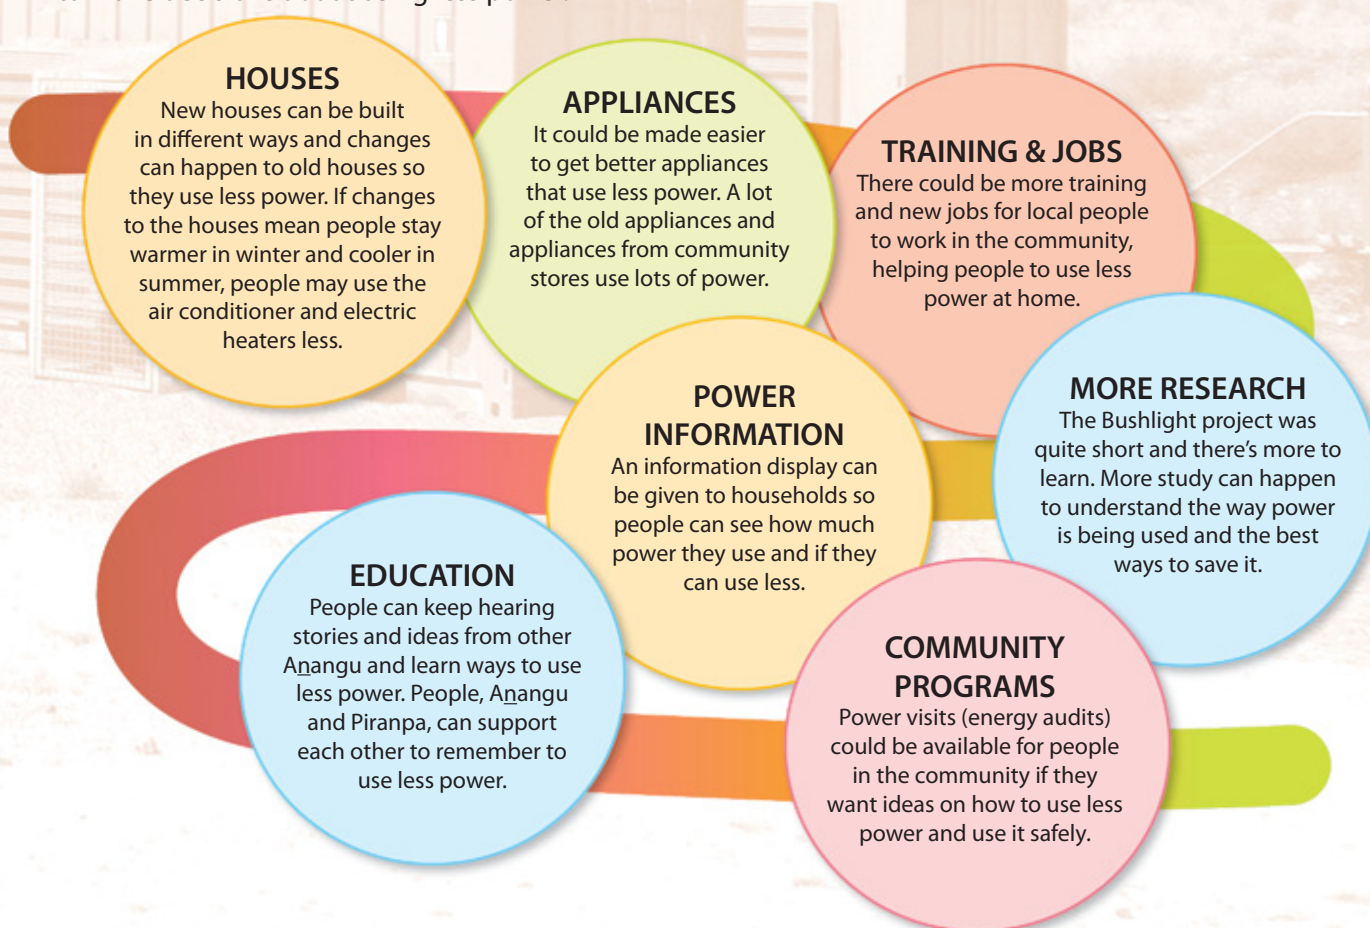 HOUSES
New houses can be built
in different ways and changes
can happen to old houses so
they use less power. If changes
to the houses mean people stay
warmer in winter and cooler in
summer, people may use the
air conditioner and electric
heaters less.
APPLIANCES
It could be made easier
to get better appliances
that use less power. A lot
of the old appliances and
appliances from community
stores use lots of power.
TRAINING & JOBS
There could be more training
and new jobs for local people
to work in the community,
helping people to use less
power at home.
MORE RESEARCH
The Bushlight project was
quite short and there’s more to
learn. More study can happen
to understand the way power
is being used and the best
ways to save it.
POWER
INFORMATION
An information display can
be given to households so
people can see how much
power they use and if they
can use less.
EDUCATION
People can keep hearing
stories and ideas from other
Aṉangu and learn ways to use
less power. People, Aṉangu
and Piranpa, can support
each other to remember to
use less power.
COMMUNITY
PROGRAMS
Power visits (energy audits)
could be available for people
in the community if they
want ideas on how to use less
power and use it safely.